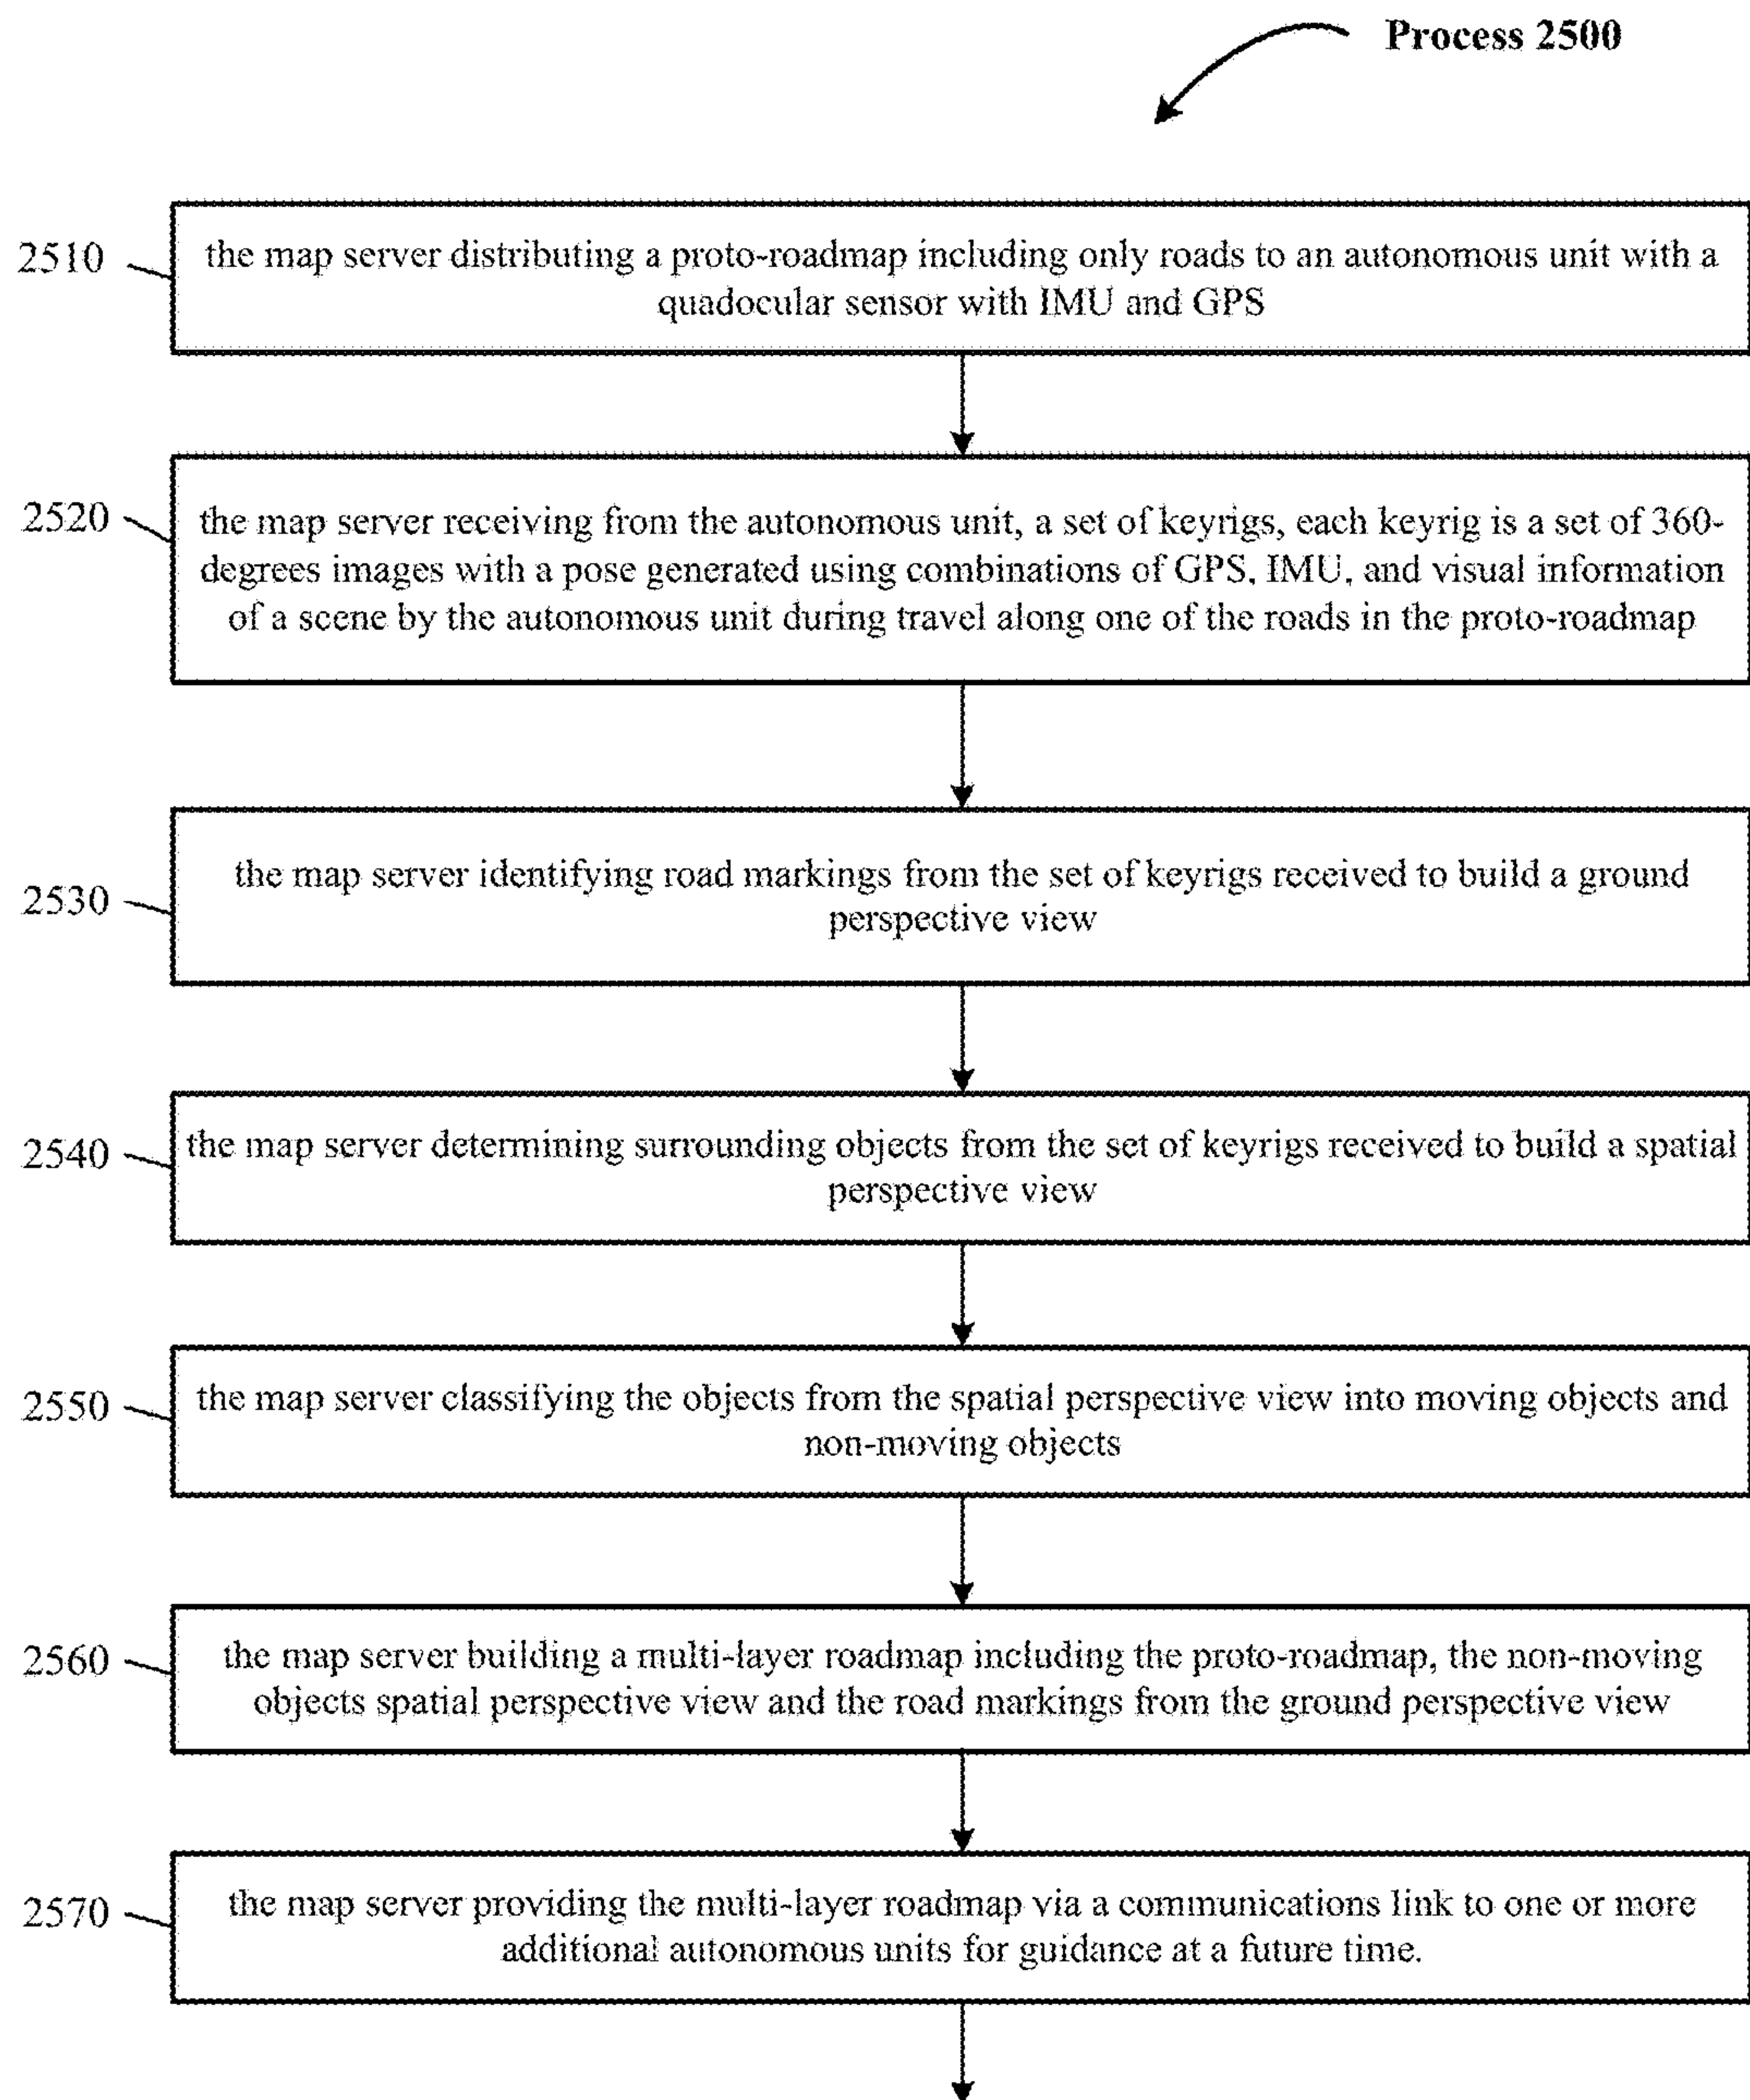 Process 2500
2510
the map server distributing a proto-roadmap including only roads to an autonomous unit with a
quadocular sensor with IMU and GPS
2520
the map server receiving from the autonomous unit, a set of keyrigs, each keyrig is a set of 360-
degrees images with a pose generated using combinations of GPS, IMU, and visual information
of a scene by the autonomous unit during travel along one of the roads in the proto-roadmap
2530
the map server identifying road markings from the set of keyrigs received to build a ground
perspective view
2540
the map server determining surrounding objects from the set of keyrigs received to build a spatial
perspective view
2550
the map server classifying the objects from the spatial perspective view into moving objects and
non-moving objects
2560
the map server building a multi-layer roadmap including the proto-roadmap, the non-moving
objects spatial perspective view and the road markings from the ground perspective view
2570
the map server providing the multi-layer roadmap via a communications link to one or more
additional autonomous units for guidance at a future time.